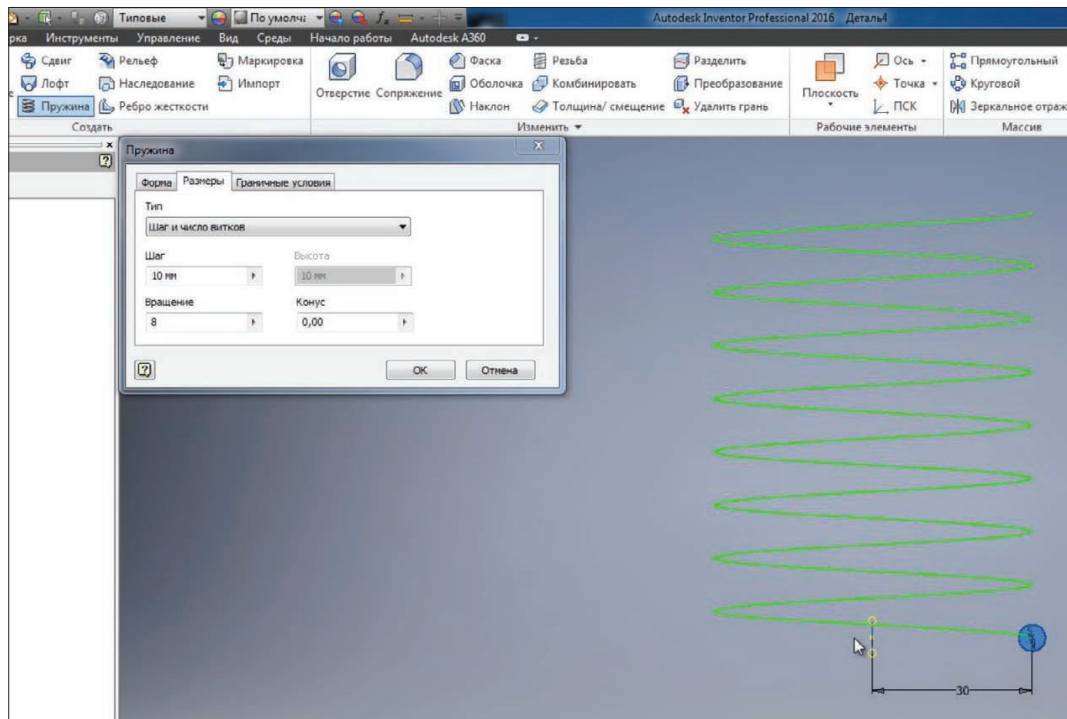 Типовые По умолч Autodesk Inventor Professional 2016 Деталь4
рка Инструменты Управление Вид Среды Начало работы Autodesk A360
Сдвиг Рельеф Маркировка Фаска Резьба Разделить Ось Прямоугольный
Лофт Наследование Импорт Отверстие Сопряжение Оболочка Комбинировать Преобразование Плоскость Точка Круговой
Пружина Ребро жесткости Наклон Толщина/ смещение Удалить грань ПСК Зеркальное отраж
Создать Изменить Рабочие элементы Массив
Пружина
Форма Размеры Граничные условия
Тип
Шаг и число витков
Шаг Высота
10 мм 10 мм
Вращение Конус
8 0,00
ОК Отмена
30